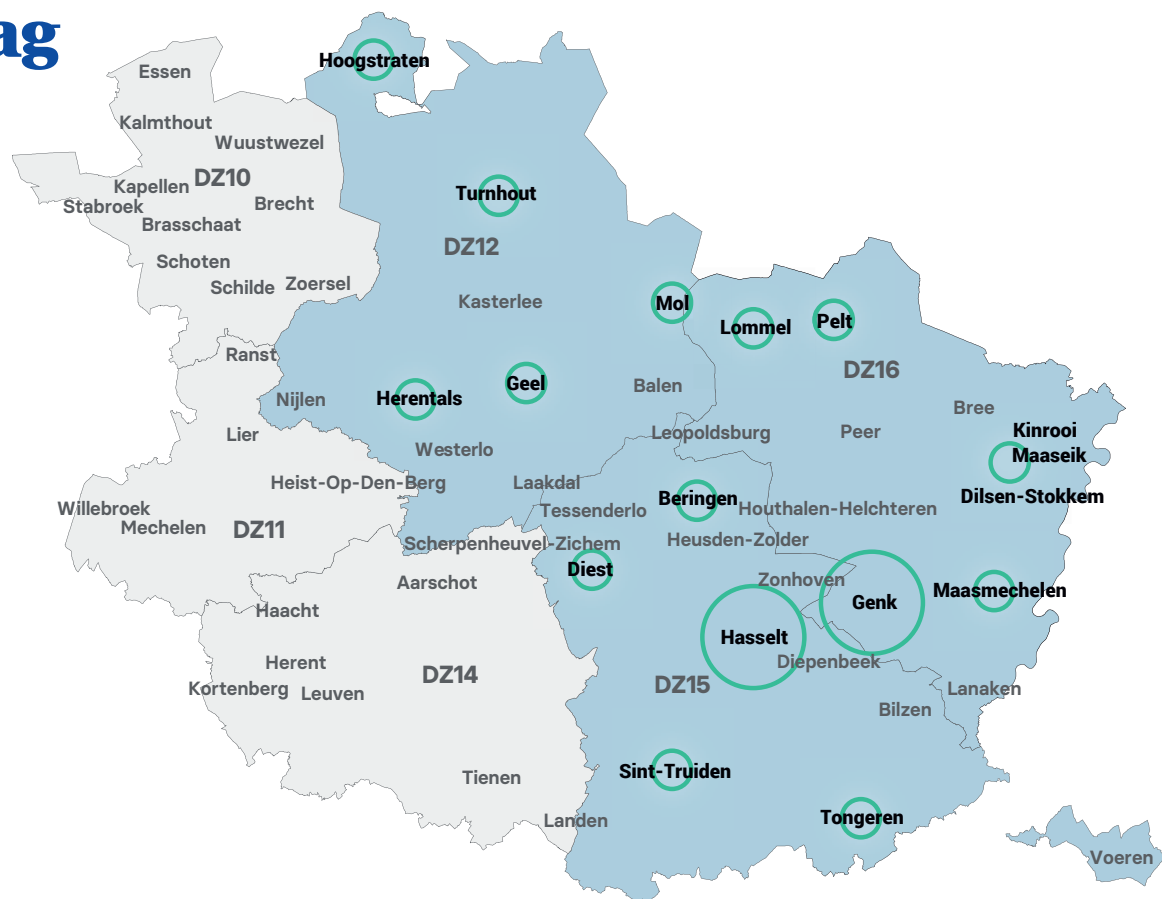 ag
Hoogstraten
Essen
Kalmthout
Wuustwezel
DZ10
Kapellen
Stabroek
Brecht
Brasschaat
Schoten
Schilde
Zoersel
Turnhout
DZ12
Kasterlee
Mol
Lommel
Pelt
Ranst
DZ16
Geel
Balen
Nijlen
Herentals
Bree
Lier
Leopoldsburg
Peer
Kinrooi
Westerlo
Maaseik
Heist-Op-Den-Berg
Laakdal
Beringen
Dilsen-Stokkem
Willebroek
Tessenderlo
Houthalen-Helchteren
Mechelen
DZ11
Scherpenheuvel-Zichem
Heusden-Zolder
Diest
Aarschot
Zonhoven
Maasmechelen
Genk
Haacht
Hasselt
Herent
Diepenbeek
DZ14
Kortenberg
Leuven
DZ15
Lanaken
Bilzen
Sint-Truiden
Tienen
Landen
Tongeren
Voeren